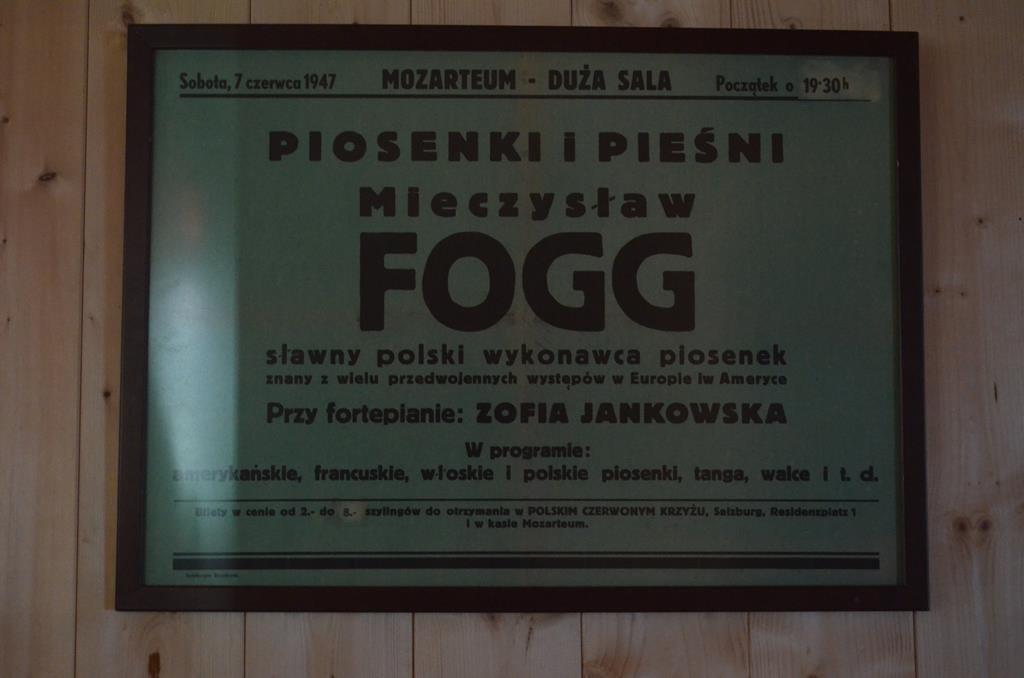 Sobota, 7 czerwca 1947 MOZARTEUM - DUŻA SALA Początek o 19·30h
PIOSENKI i PIEŚNI
Mieczysław
FOGG
sławny polski wykonawca piosenek
znany z wielu przedwojennych występów w Europie iw Ameryce
Przy fortepianie: ZOFIA JANKOWSKA
W programie:
amerykańskie, francuskie, włoskie i polskie piosenki, tanga, walce i t. d.
Bilety w cenie od 2.- do 8.- szylingów do otrzymania w POLSKIM CZERWONYM KRZYŻU, Salzburg, Residenzplatz 1
i w kasie Mozarteum.